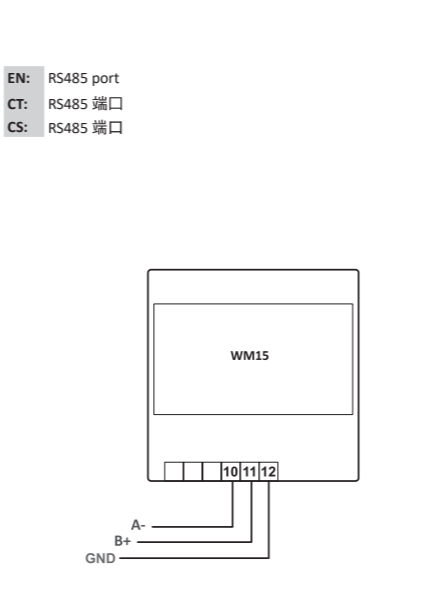 EN: RS485 port
CT: RS485 端口
CS: RS485 端口
WM15
10 11 12
A-
B+
GND